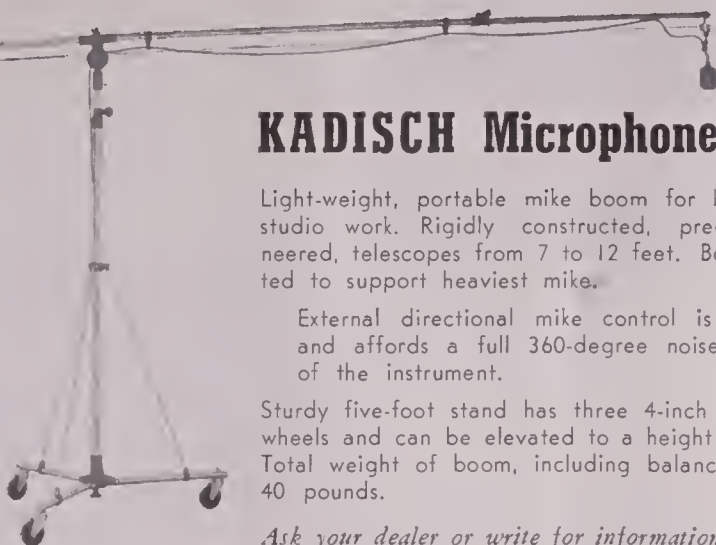 KADISCH Microphone
Light-weight, portable mike boom for
studio work. Rigidly constructed,
neered, telescopes from 7 to 12 feet.
ted to support heaviest mike.
External directional mike control is
and affords a full 360-degree noise
of the instrument.
Sturdy five-foot stand has three 4-inch
wheels and can be elevated to a height
Total weight of boom, including
40 pounds.
Ask your dealer or write for information